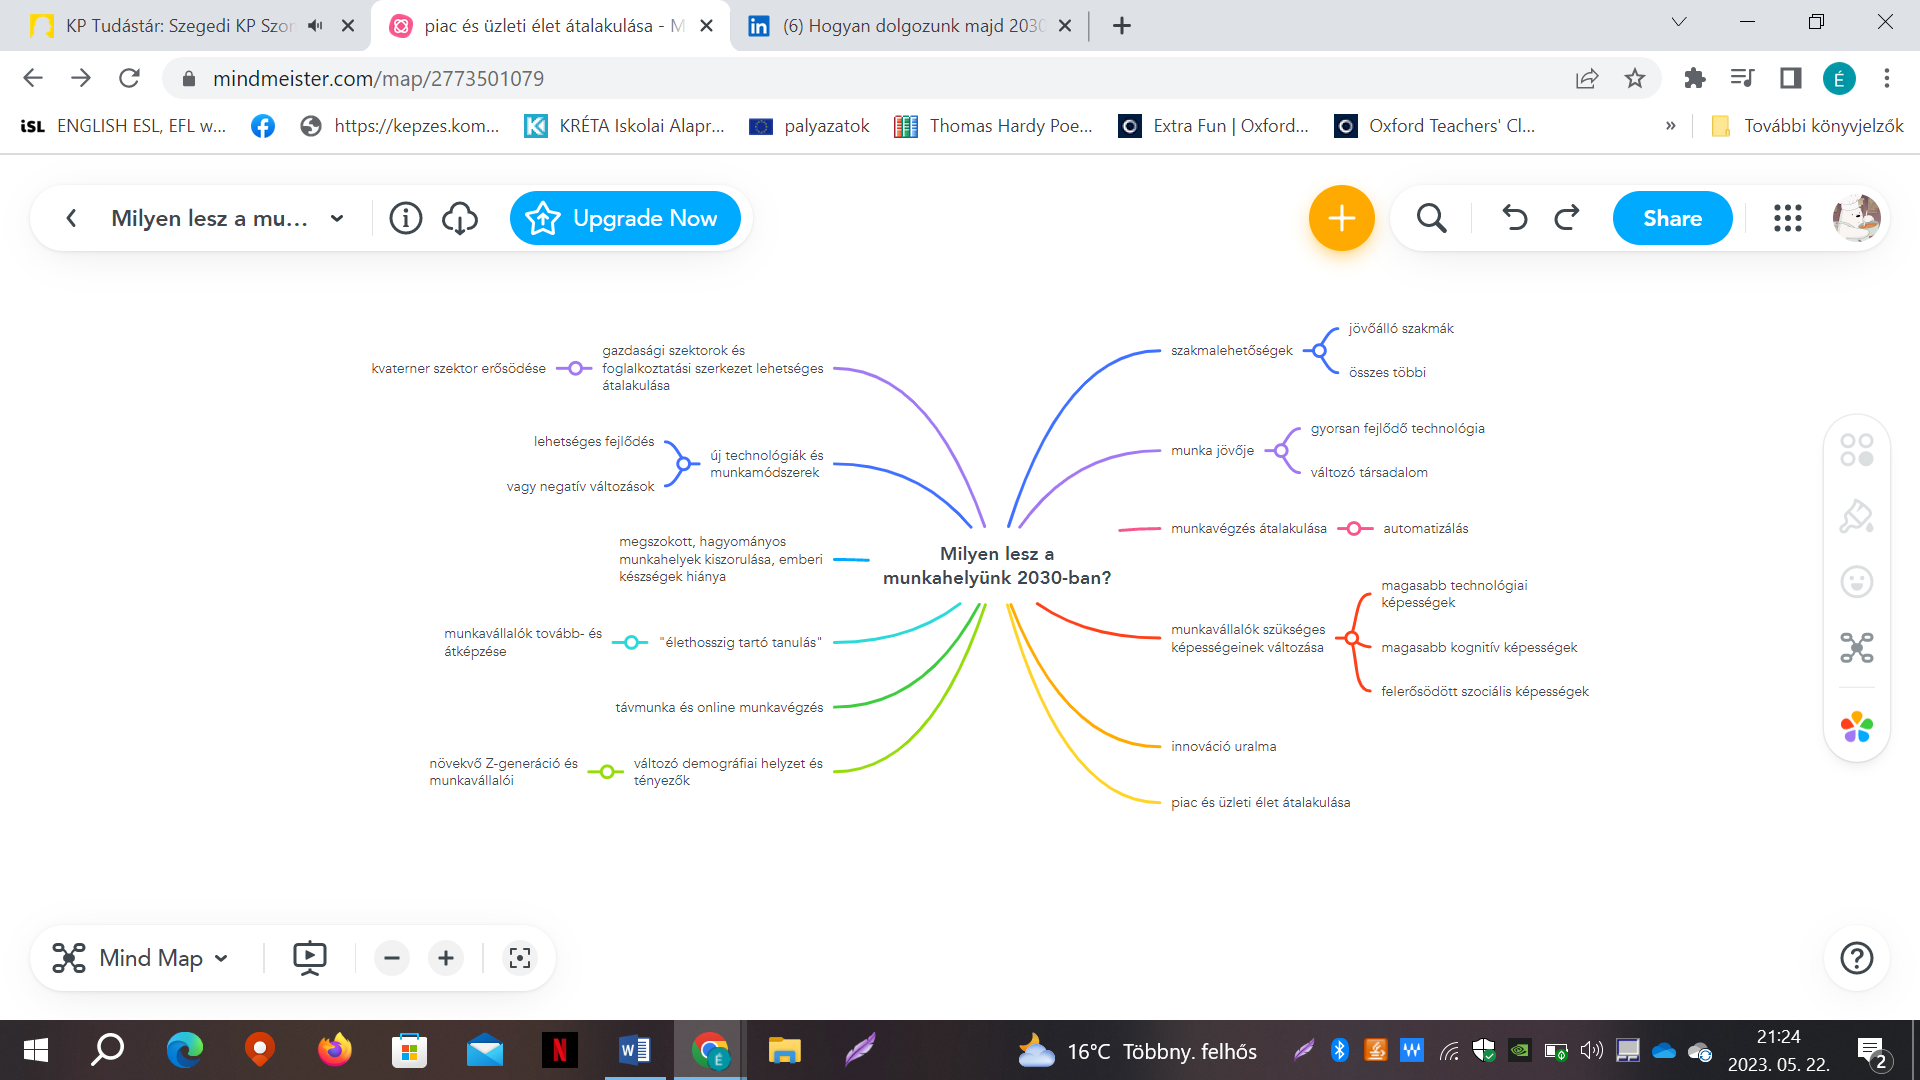 KP Tudástár: Szegedi KP Szor
piac és üzleti élet átalakulása - M
(6) Hogyan dolgozunk majd 2030
mindmeister.com/map/2773501079
É
iSL ENGLISH ESL, EFL w...
https://kepzes.kom...
KRÉTA Iskolai Alapr...
palyazatok
Thomas Hardy Poe...
Extra Fun | Oxford...
Oxford Teachers' Cl...
»
További könyvjelzők
Milyen lesz a mu...
Upgrade Now
Share
gazdasági szektorok és
foglalkoztatási szerkezet lehetséges
átalakulása
kvaterner szektor erősödése
lehetséges fejlődés
vagy negatív változások
új technológiák és
munkamódszerek
megszokott, hagyományos
munkahelyek kiszorulása, emberi
készségek hiánya
munkavállalók tovább- és
átképzése
"élethosszig tartó tanulás"
távmunka és online munkavégzés
növekvő Z-generáció és
munkavállalói
változó demográfiai helyzet és
tényezők
Milyen lesz a
munkahelyünk 2030-ban?
szakmalehetőségek
jövőálló szakmák
összes többi
munka jövője
gyorsan fejlődő technológia
változó társadalom
munkavégzés átalakulása
automatizálás
munkavállalók szükséges
képességeinek változása
magasabb technológiai
képességek
magasabb kognitív képességek
felerősödött szociális képességek
innováció uralma
piac és üzleti élet átalakulása
Mind Map
16°C Többny. felhős
21:24
2023. 05. 22.
2